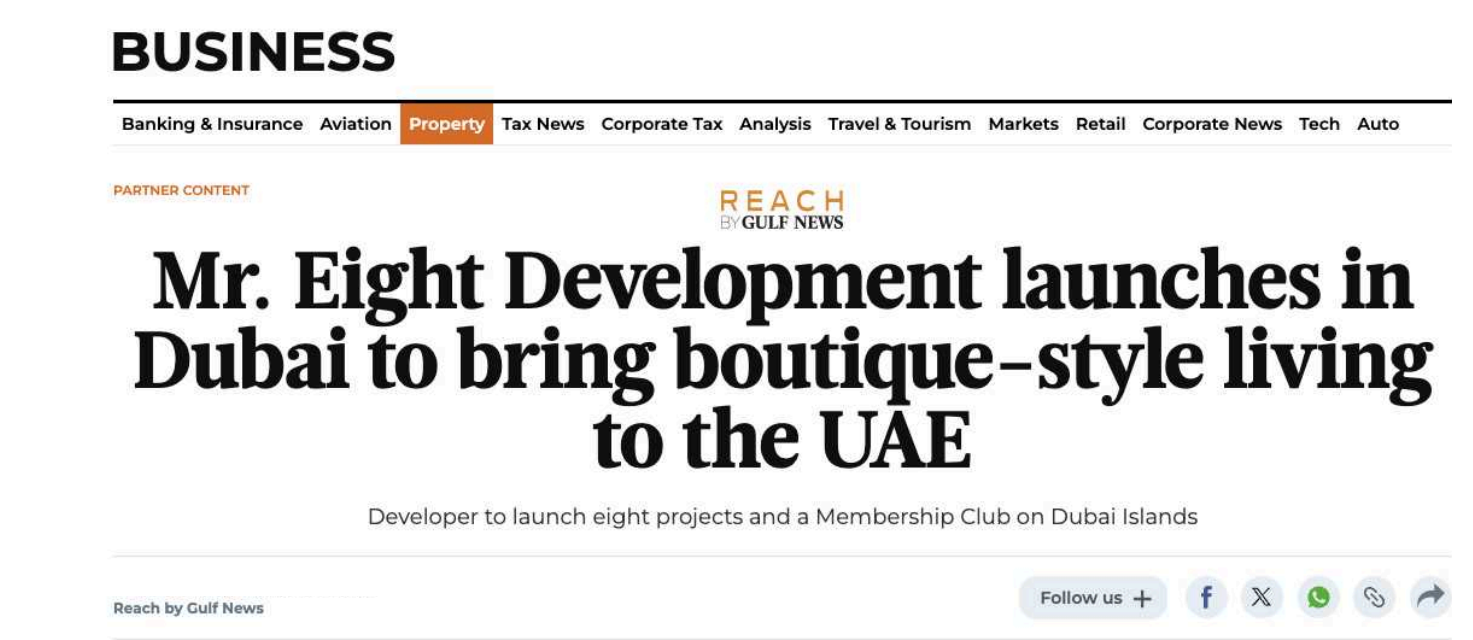 BUSINESS
Banking & Insurance Aviation Property Tax News Corporate Tax Analysis Travel & Tourism Markets Retail Corporate News Tech Auto
PARTNER CONTENT
REACH
BY GULF NEWS
Mr. Eight Development launches in
Dubai to bring boutique-style living
to the UAE
Developer to launch eight projects and a Membership Club on Dubai Islands
Reach by Gulf News
Follow us +